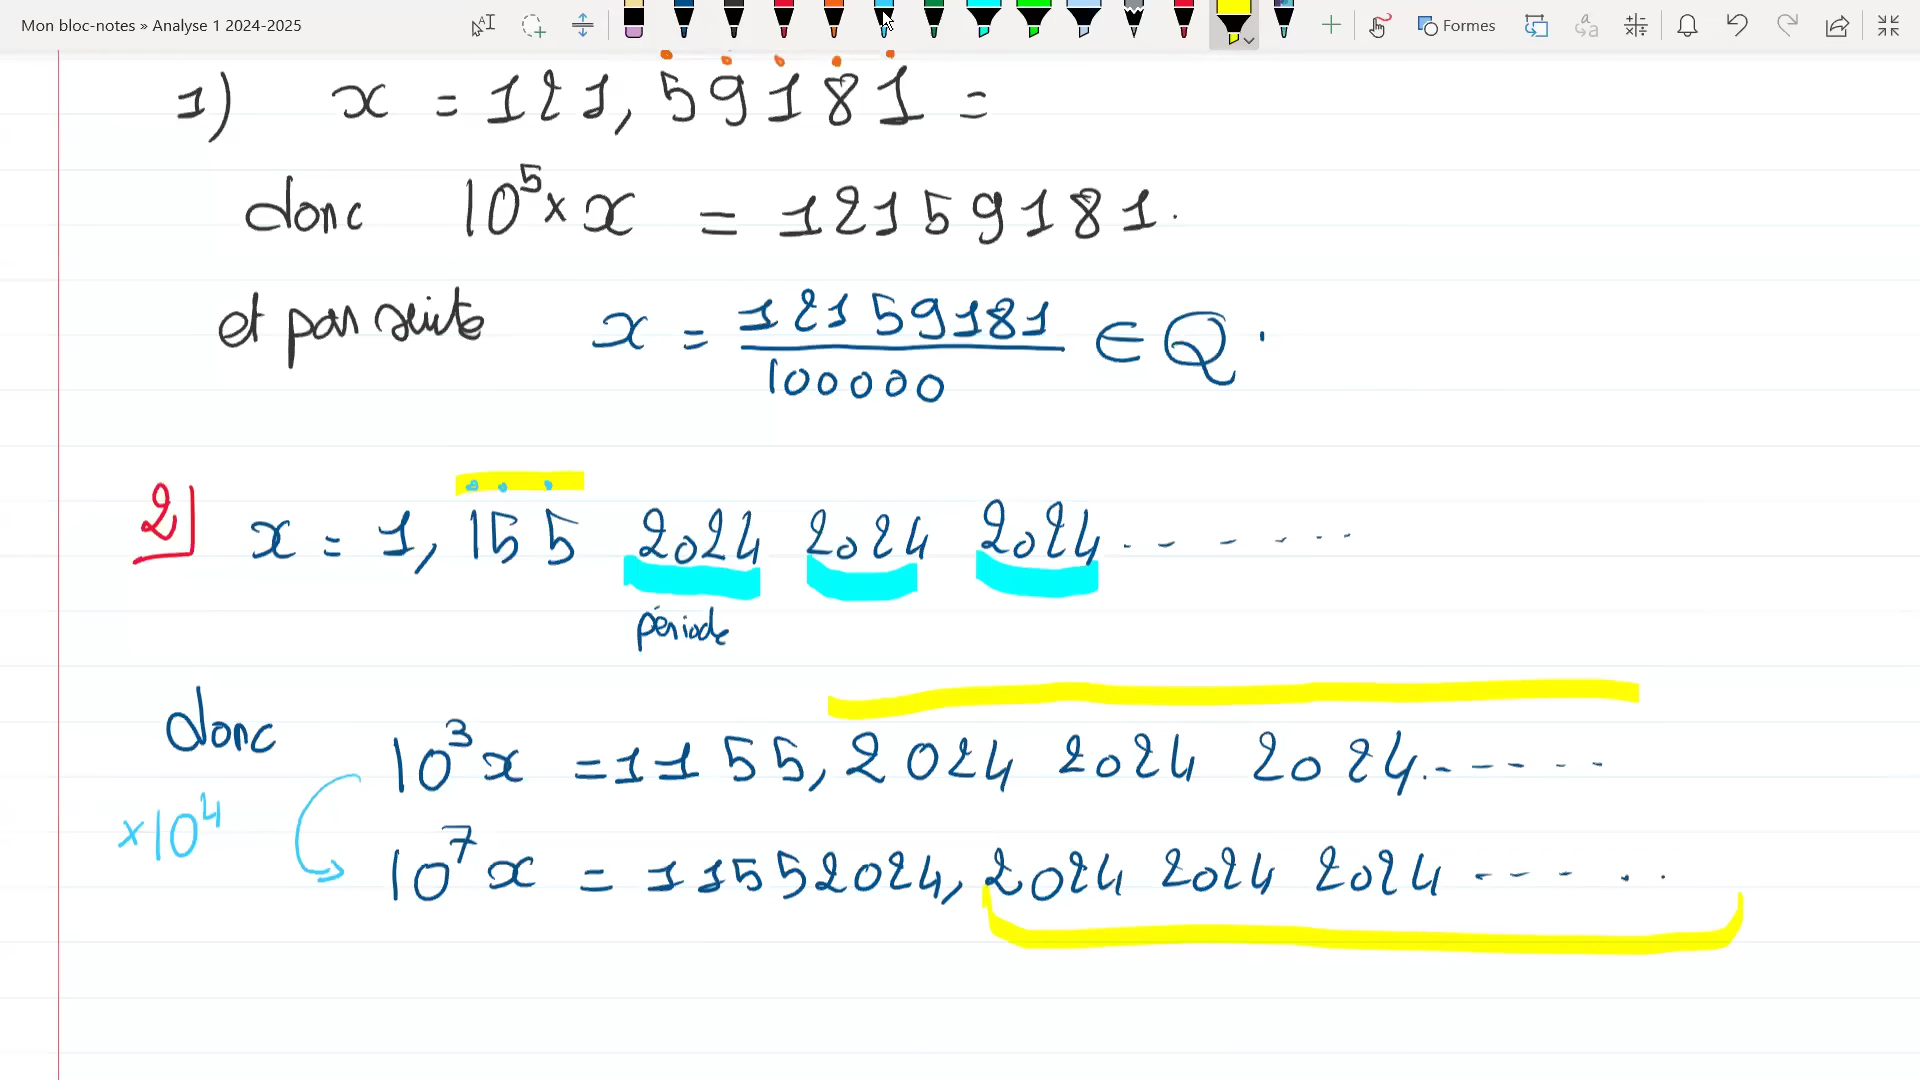 Mon bloc-notes » Analyse 1 2024-2025
Formes
1) x = 121,59181 =
donc 10⁵ × x = 12159181.
et par suite x = 12159181/100000 ∈ Q.
2) x = 1,155 2024 2024 2024.......
période
donc 10³x = 1155,2024 2024 2024.......
×10⁴
10⁷x = 11552024,2024 2024 2024.......